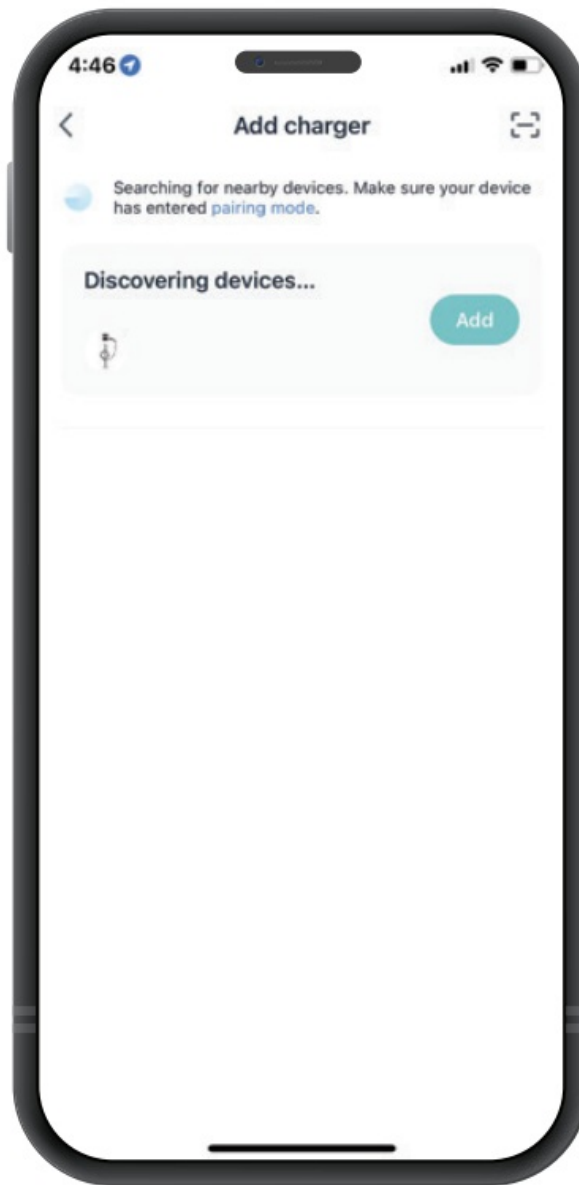 4:46
Add charger
Searching for nearby devices. Make sure your device
has entered pairing mode.
Discovering devices...
Add